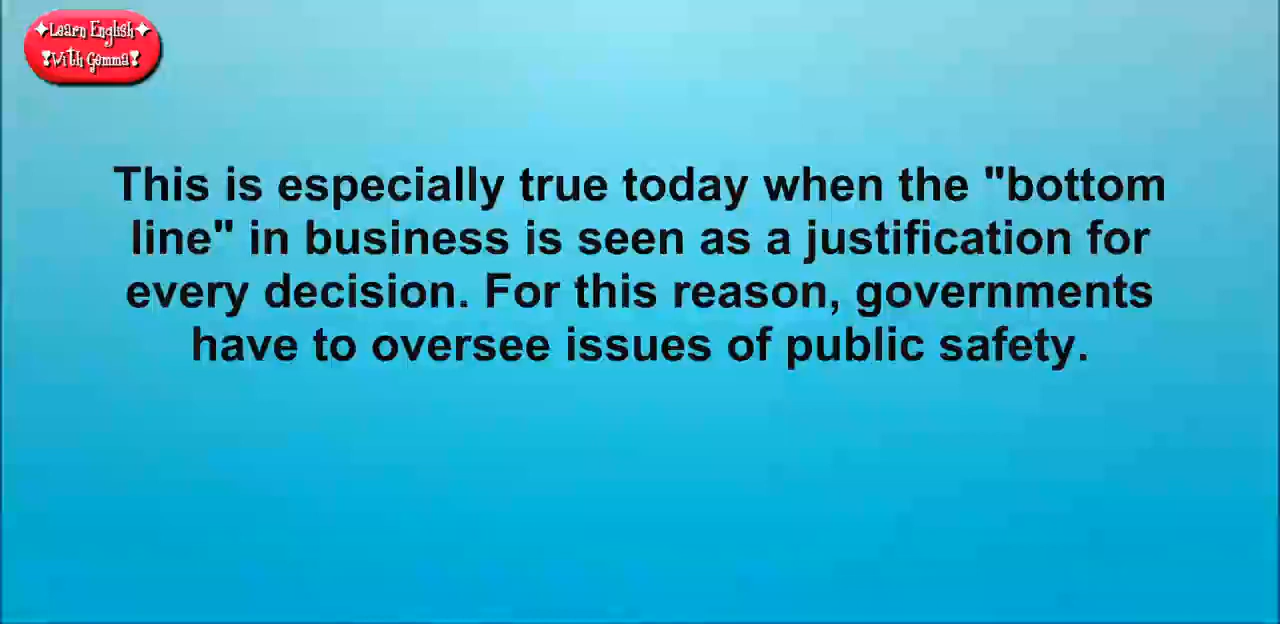 Learn English
With Gemma
This is especially true today when the "bottom
line" in business is seen as a justification for
every decision. For this reason, governments
have to oversee issues of public safety.